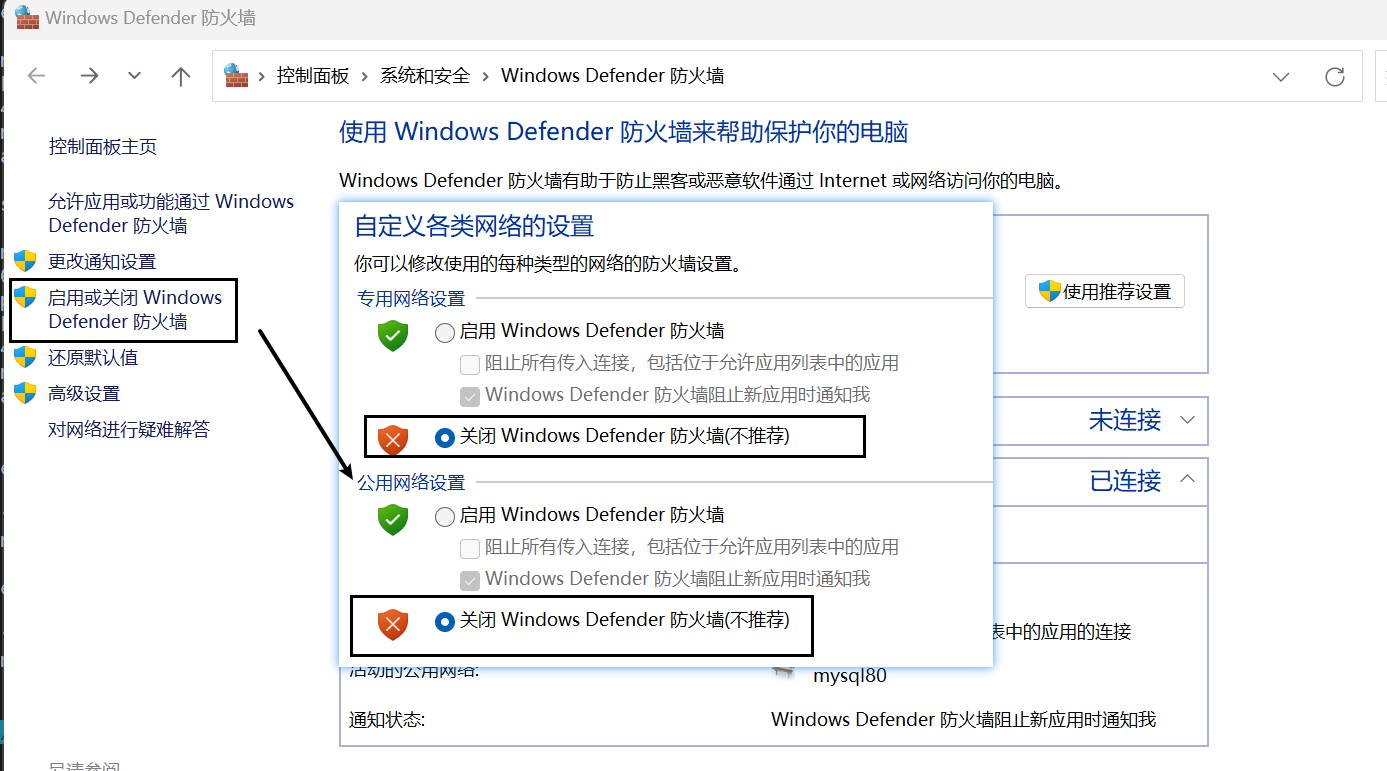 Windows Defender 防火墙
控制面板 › 系统和安全 › Windows Defender 防火墙
控制面板主页
允许应用或功能通过 Windows
Defender 防火墙
更改通知设置
启用或关闭 Windows
Defender 防火墙
还原默认值
高级设置
对网络进行疑难解答
使用 Windows Defender 防火墙来帮助保护你的电脑
Windows Defender 防火墙有助于防止黑客或恶意软件通过 Internet 或网络访问你的电脑。
自定义各类网络的设置
你可以修改使用的每种类型的网络的防火墙设置。
专用网络设置
启用 Windows Defender 防火墙
阻止所有传入连接，包括位于允许应用列表中的应用
Windows Defender 防火墙阻止新应用时通知我
关闭 Windows Defender 防火墙(不推荐)
公用网络设置
启用 Windows Defender 防火墙
阻止所有传入连接，包括位于允许应用列表中的应用
Windows Defender 防火墙阻止新应用时通知我
关闭 Windows Defender 防火墙(不推荐)
使用推荐设置
未连接
已连接
表中的应用的连接
活动的公用网络:
mysql80
通知状态:
Windows Defender 防火墙阻止新应用时通知我
另请参阅